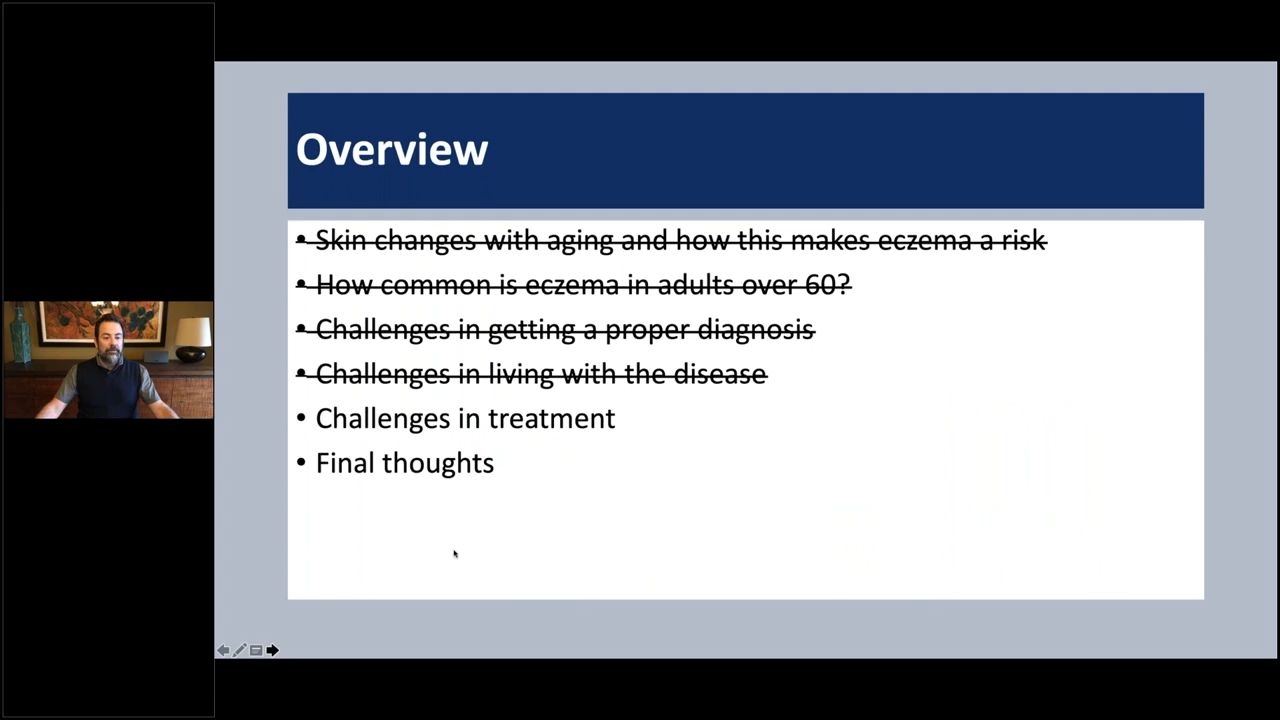 Overview
• Skin changes with aging and how this makes eczema a risk
• How common is eczema in adults over 60?
• Challenges in getting a proper diagnosis
• Challenges in living with the disease
• Challenges in treatment
• Final thoughts